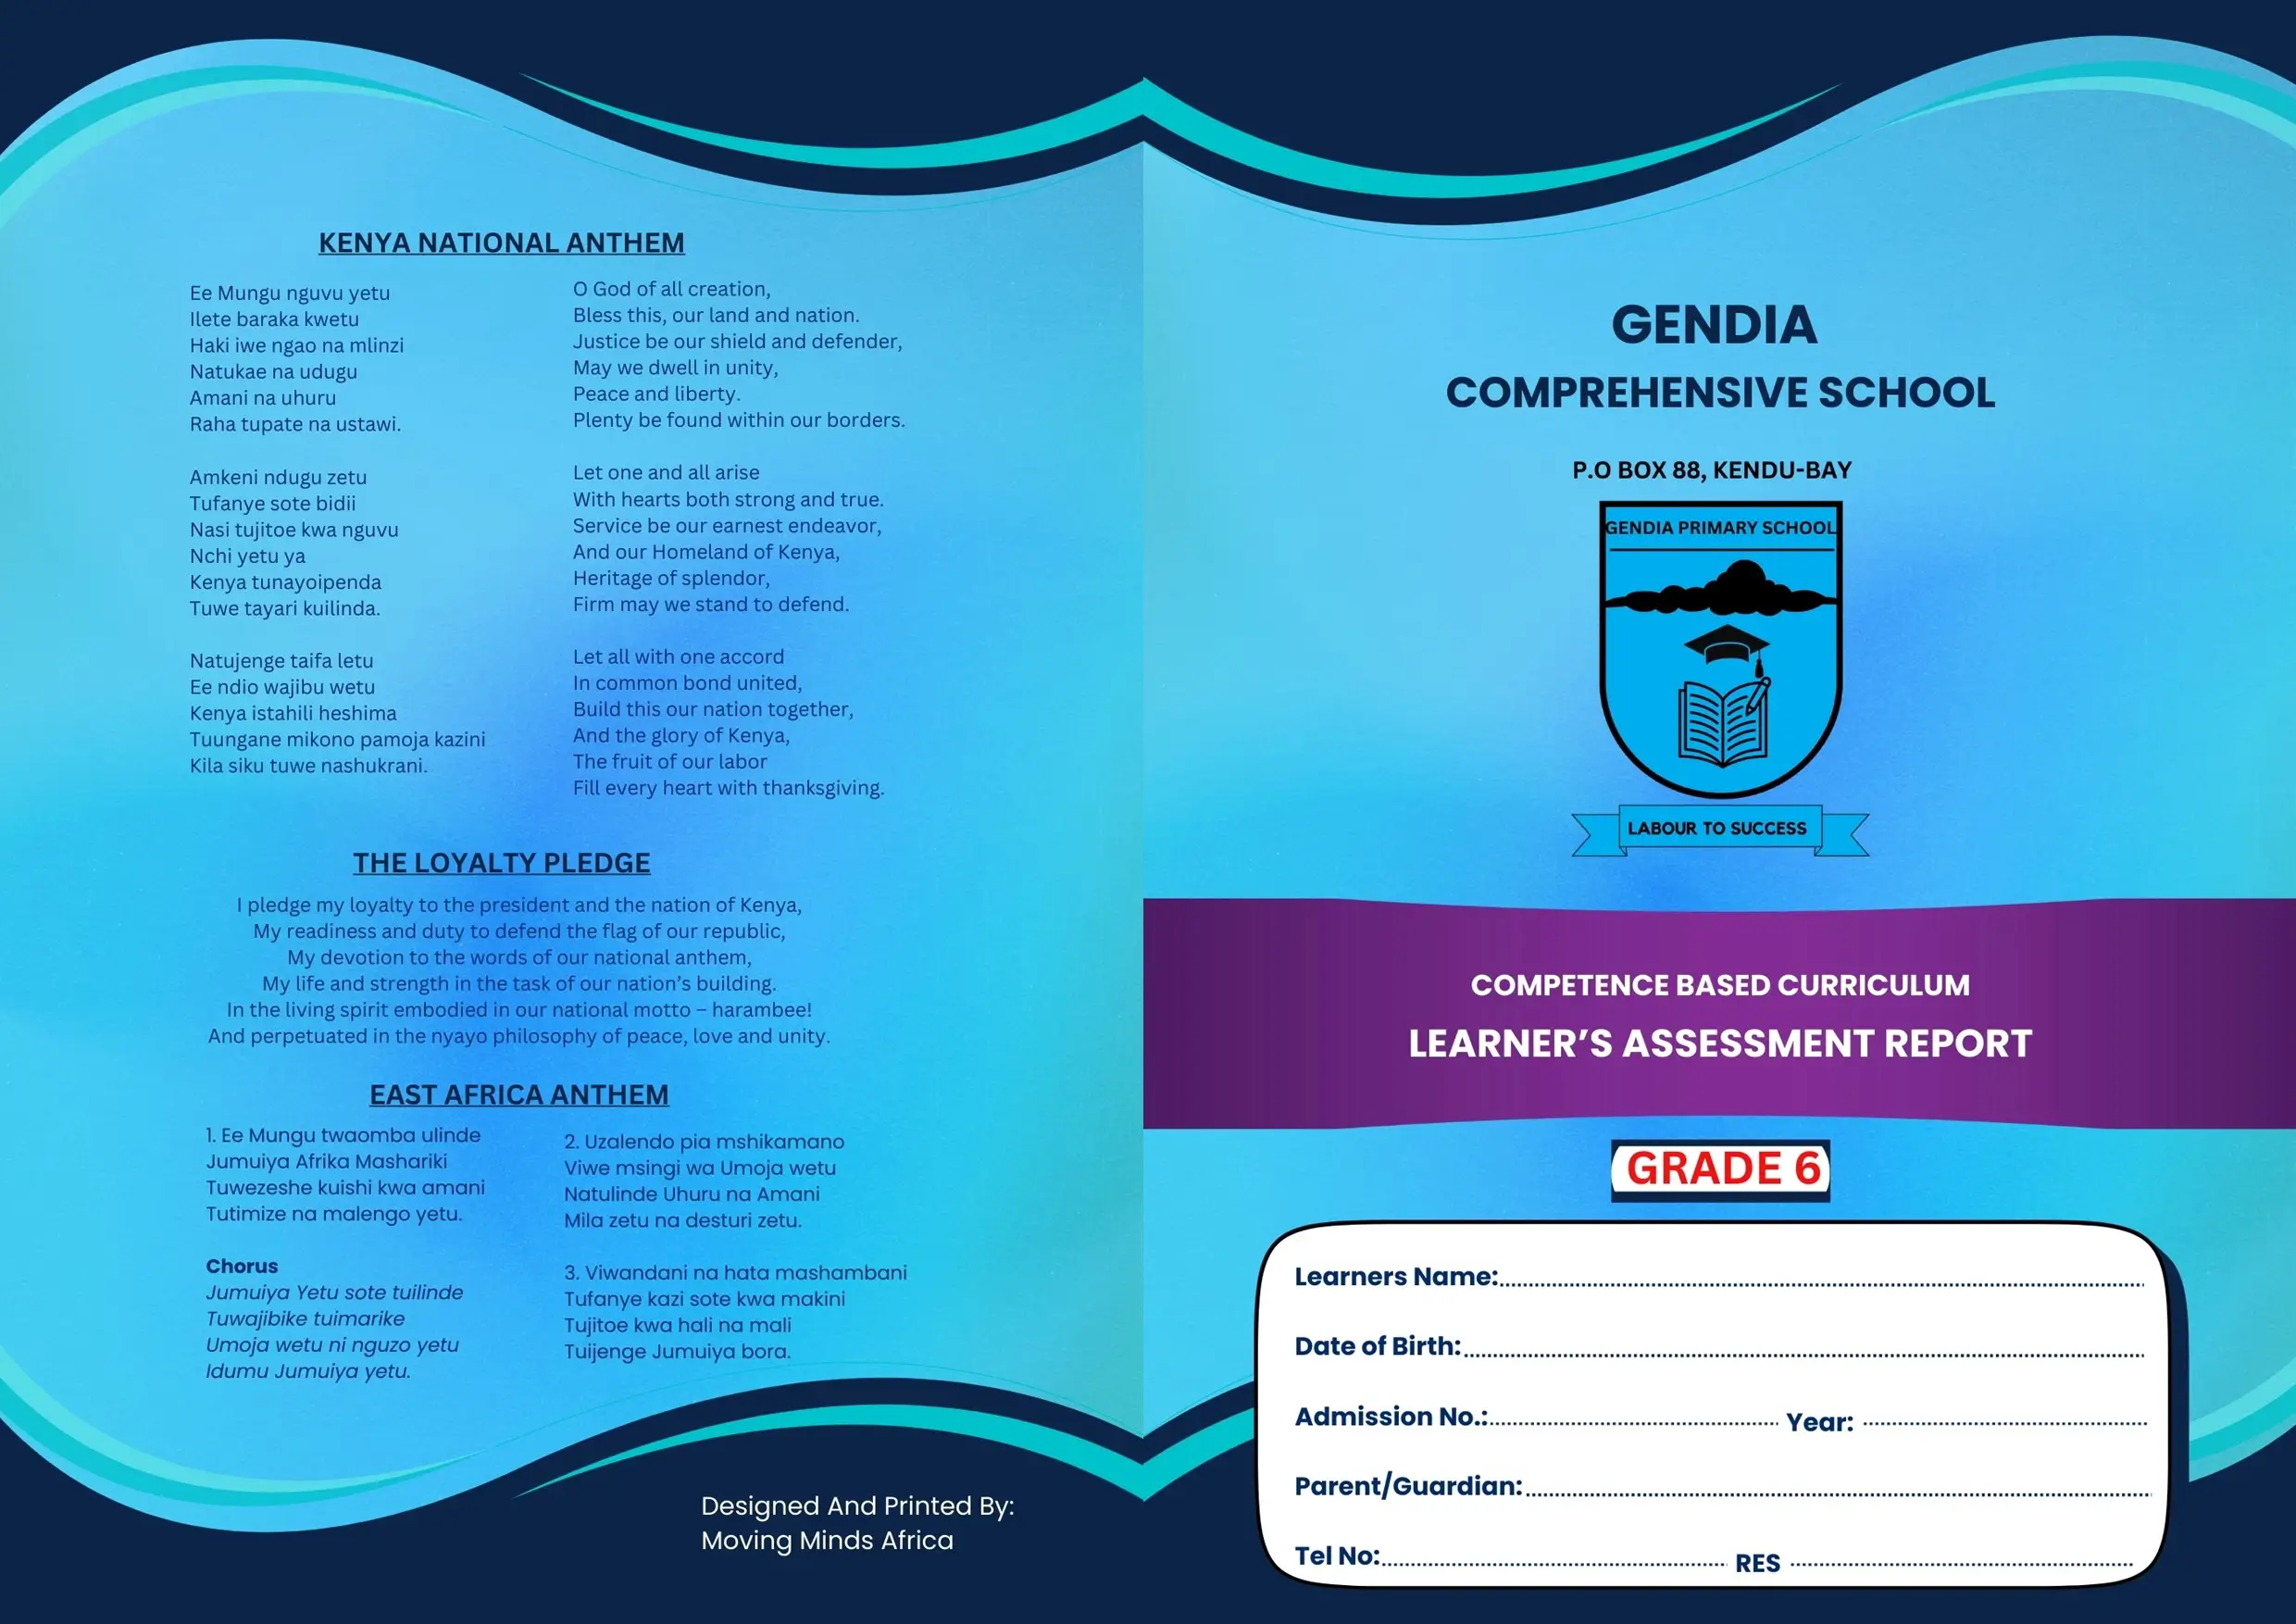 KENYA NATIONAL ANTHEM
Ee Mungu nguvu yetu
Ilete baraka kwetu
Haki iwe ngao na mlinzi
Natukae na udugu
Amani na uhuru
Raha tupate na ustawi.
Amkeni ndugu zetu
Tufanye sote bidii
Nasi tujitoe kwa nguvu
Nchi yetu ya
Kenya tunayoipenda
Tuwe tayari kuilinda.
Natujenge taifa letu
Ee ndio wajibu wetu
Kenya istahili heshima
Tuungane mikono pamoja kazini
Kila siku tuwe nashukrani.
O God of all creation,
Bless this, our land and nation.
Justice be our shield and defender,
May we dwell in unity,
Peace and liberty.
Plenty be found within our borders.
Let one and all arise
With hearts both strong and true.
Service be our earnest endeavor,
And our Homeland of Kenya,
Heritage of splendor,
Firm may we stand to defend.
Let all with one accord
In common bond united,
Build this our nation together,
And the glory of Kenya,
The fruit of our labor
Fill every heart with thanksgiving.
THE LOYALTY PLEDGE
I pledge my loyalty to the president and the nation of Kenya,
My readiness and duty to defend the flag of our republic,
My devotion to the words of our national anthem,
My life and strength in the task of our nation’s building.
In the living spirit embodied in our national motto – harambee!
And perpetuated in the nyayo philosophy of peace, love and unity.
EAST AFRICA ANTHEM
1. Ee Mungu twaomba ulinde
Jumuiya Afrika Mashariki
Tuwezeshe kuishi kwa amani
Tutimize na malengo yetu.
Chorus
Jumuiya Yetu sote tuilinde
Tuwajibike tuimarike
Umoja wetu ni nguzo yetu
Idumu Jumuiya yetu.
2. Uzalendo pia mshikamano
Viwe msingi wa Umoja wetu
Natulinde Uhuru na Amani
Mila zetu na desturi zetu.
3. Viwandani na hata mashambani
Tufanye kazi sote kwa makini
Tujitoe kwa hali na mali
Tuijenge Jumuiya bora.
Designed And Printed By:
Moving Minds Africa
GENDIA
COMPREHENSIVE SCHOOL
P.O BOX 88, KENDU-BAY
GENDIA PRIMARY SCHOOL
LABOUR TO SUCCESS
COMPETENCE BASED CURRICULUM
LEARNER’S ASSESSMENT REPORT
GRADE 6
Learners Name:
Date of Birth:
Admission No.: Year:
Parent/Guardian:
Tel No: RES